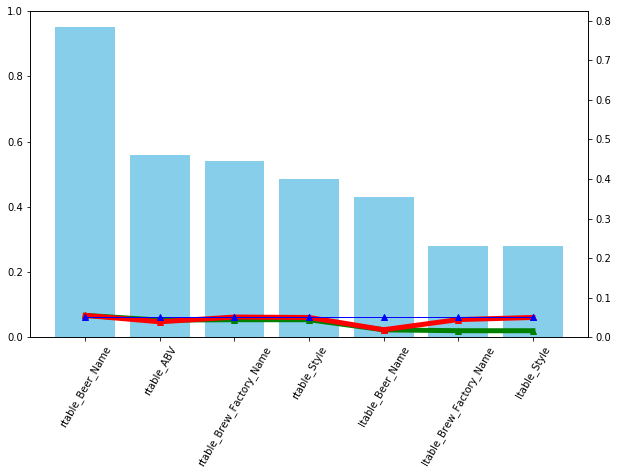 1.0
0.8
0.6
0.4
0.2
0.0
0.8
0.7
0.6
0.5
0.4
0.3
0.2
0.1
0.0
rtable_Beer_Name
rtable_ABV
rtable_Brew_Factory_Name
rtable_Style
ltable_Beer_Name
ltable_Brew_Factory_Name
ltable_Style